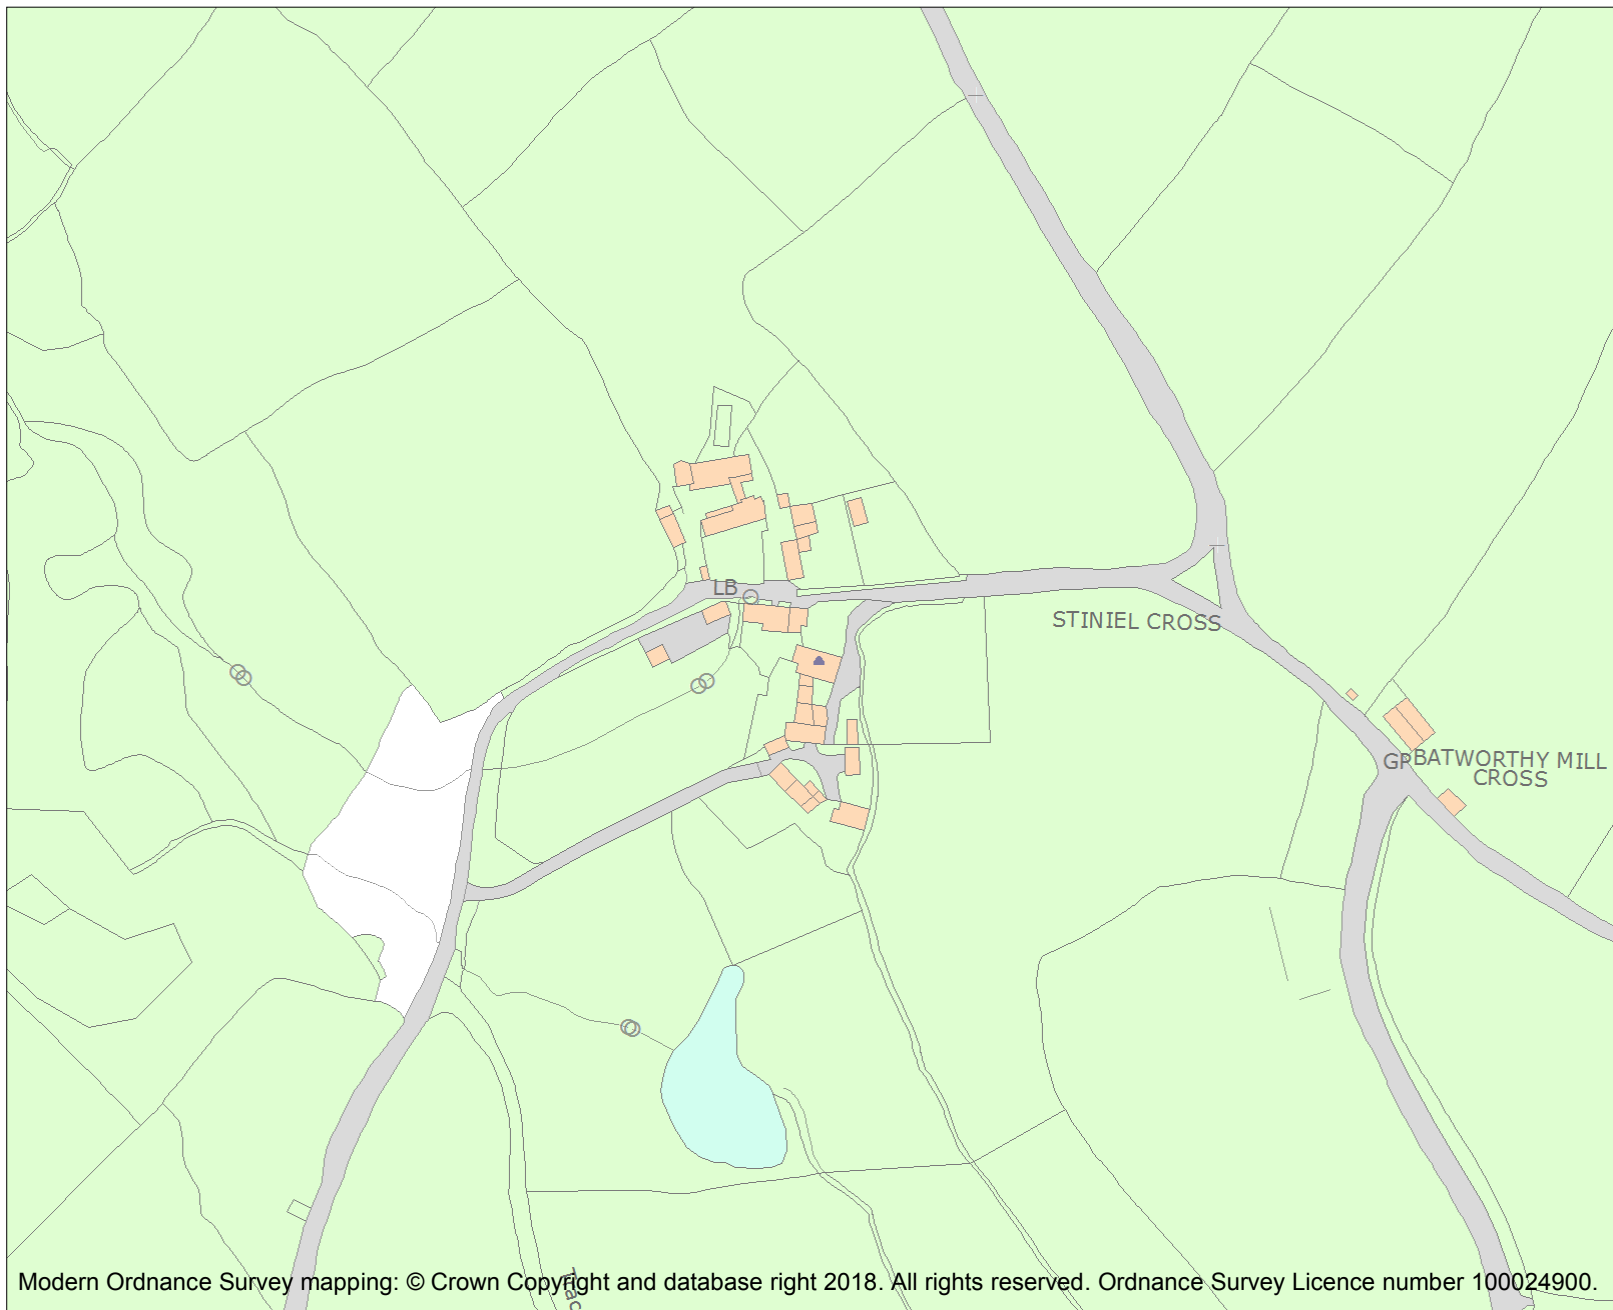 LB
STINIEL CROSS
GP
BATWORTHY MILL
CROSS
Modern Ordnance Survey mapping: © Crown Copyright and database right 2018. All rights reserved. Ordnance Survey Licence number 100024900.